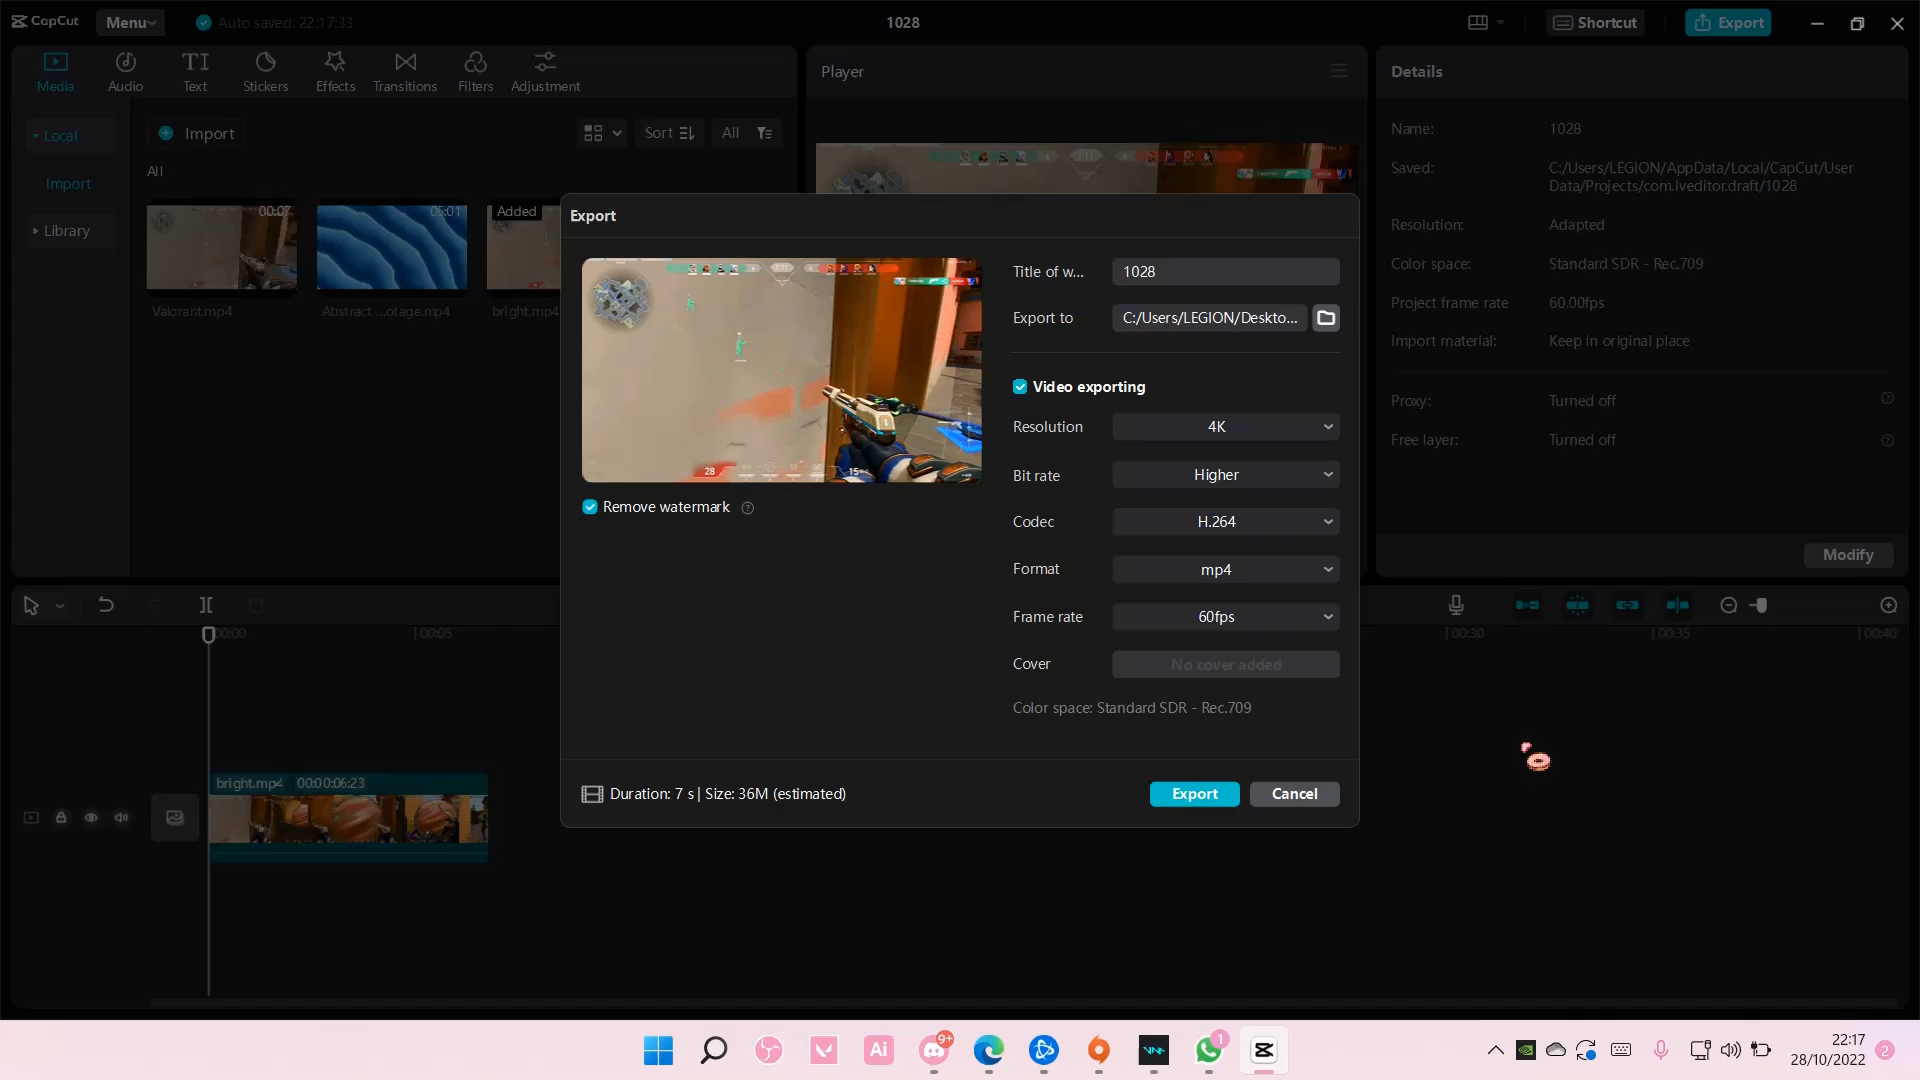 CapCut Menu Auto saved: 22:17:33 1028 Shortcut Export
Media Audio Text Stickers Effects Transitions Filters Adjustment
Player
Details
Local
Import
Library
Import Sort All
All
00:07 05:01 Added
Valorant.mp4 Abstract ...otage.mp4 bright.mp4
Name: 1028
Saved: C:/Users/LEGION/AppData/Local/CapCut/User
Data/Projects/com.lveditor.draft/1028
Resolution: Adapted
Color space: Standard SDR - Rec.709
Project frame rate 60.00fps
Import material: Keep in original place
Proxy: Turned off
Free layer: Turned off
Modify
Export
28 15
Remove watermark
Title of w... 1028
Export to C:/Users/LEGION/Deskto...
Video exporting
Resolution 4K
Bit rate Higher
Codec H.264
Format mp4
Frame rate 60fps
Cover No cover added
Color space: Standard SDR - Rec.709
Duration: 7 s | Size: 36M (estimated)
Export Cancel
00:00 00:05 00:30 00:35 00:40
bright.mp4 00:00:06:23
Ai 9+ 1
22:17
28/10/2022 2